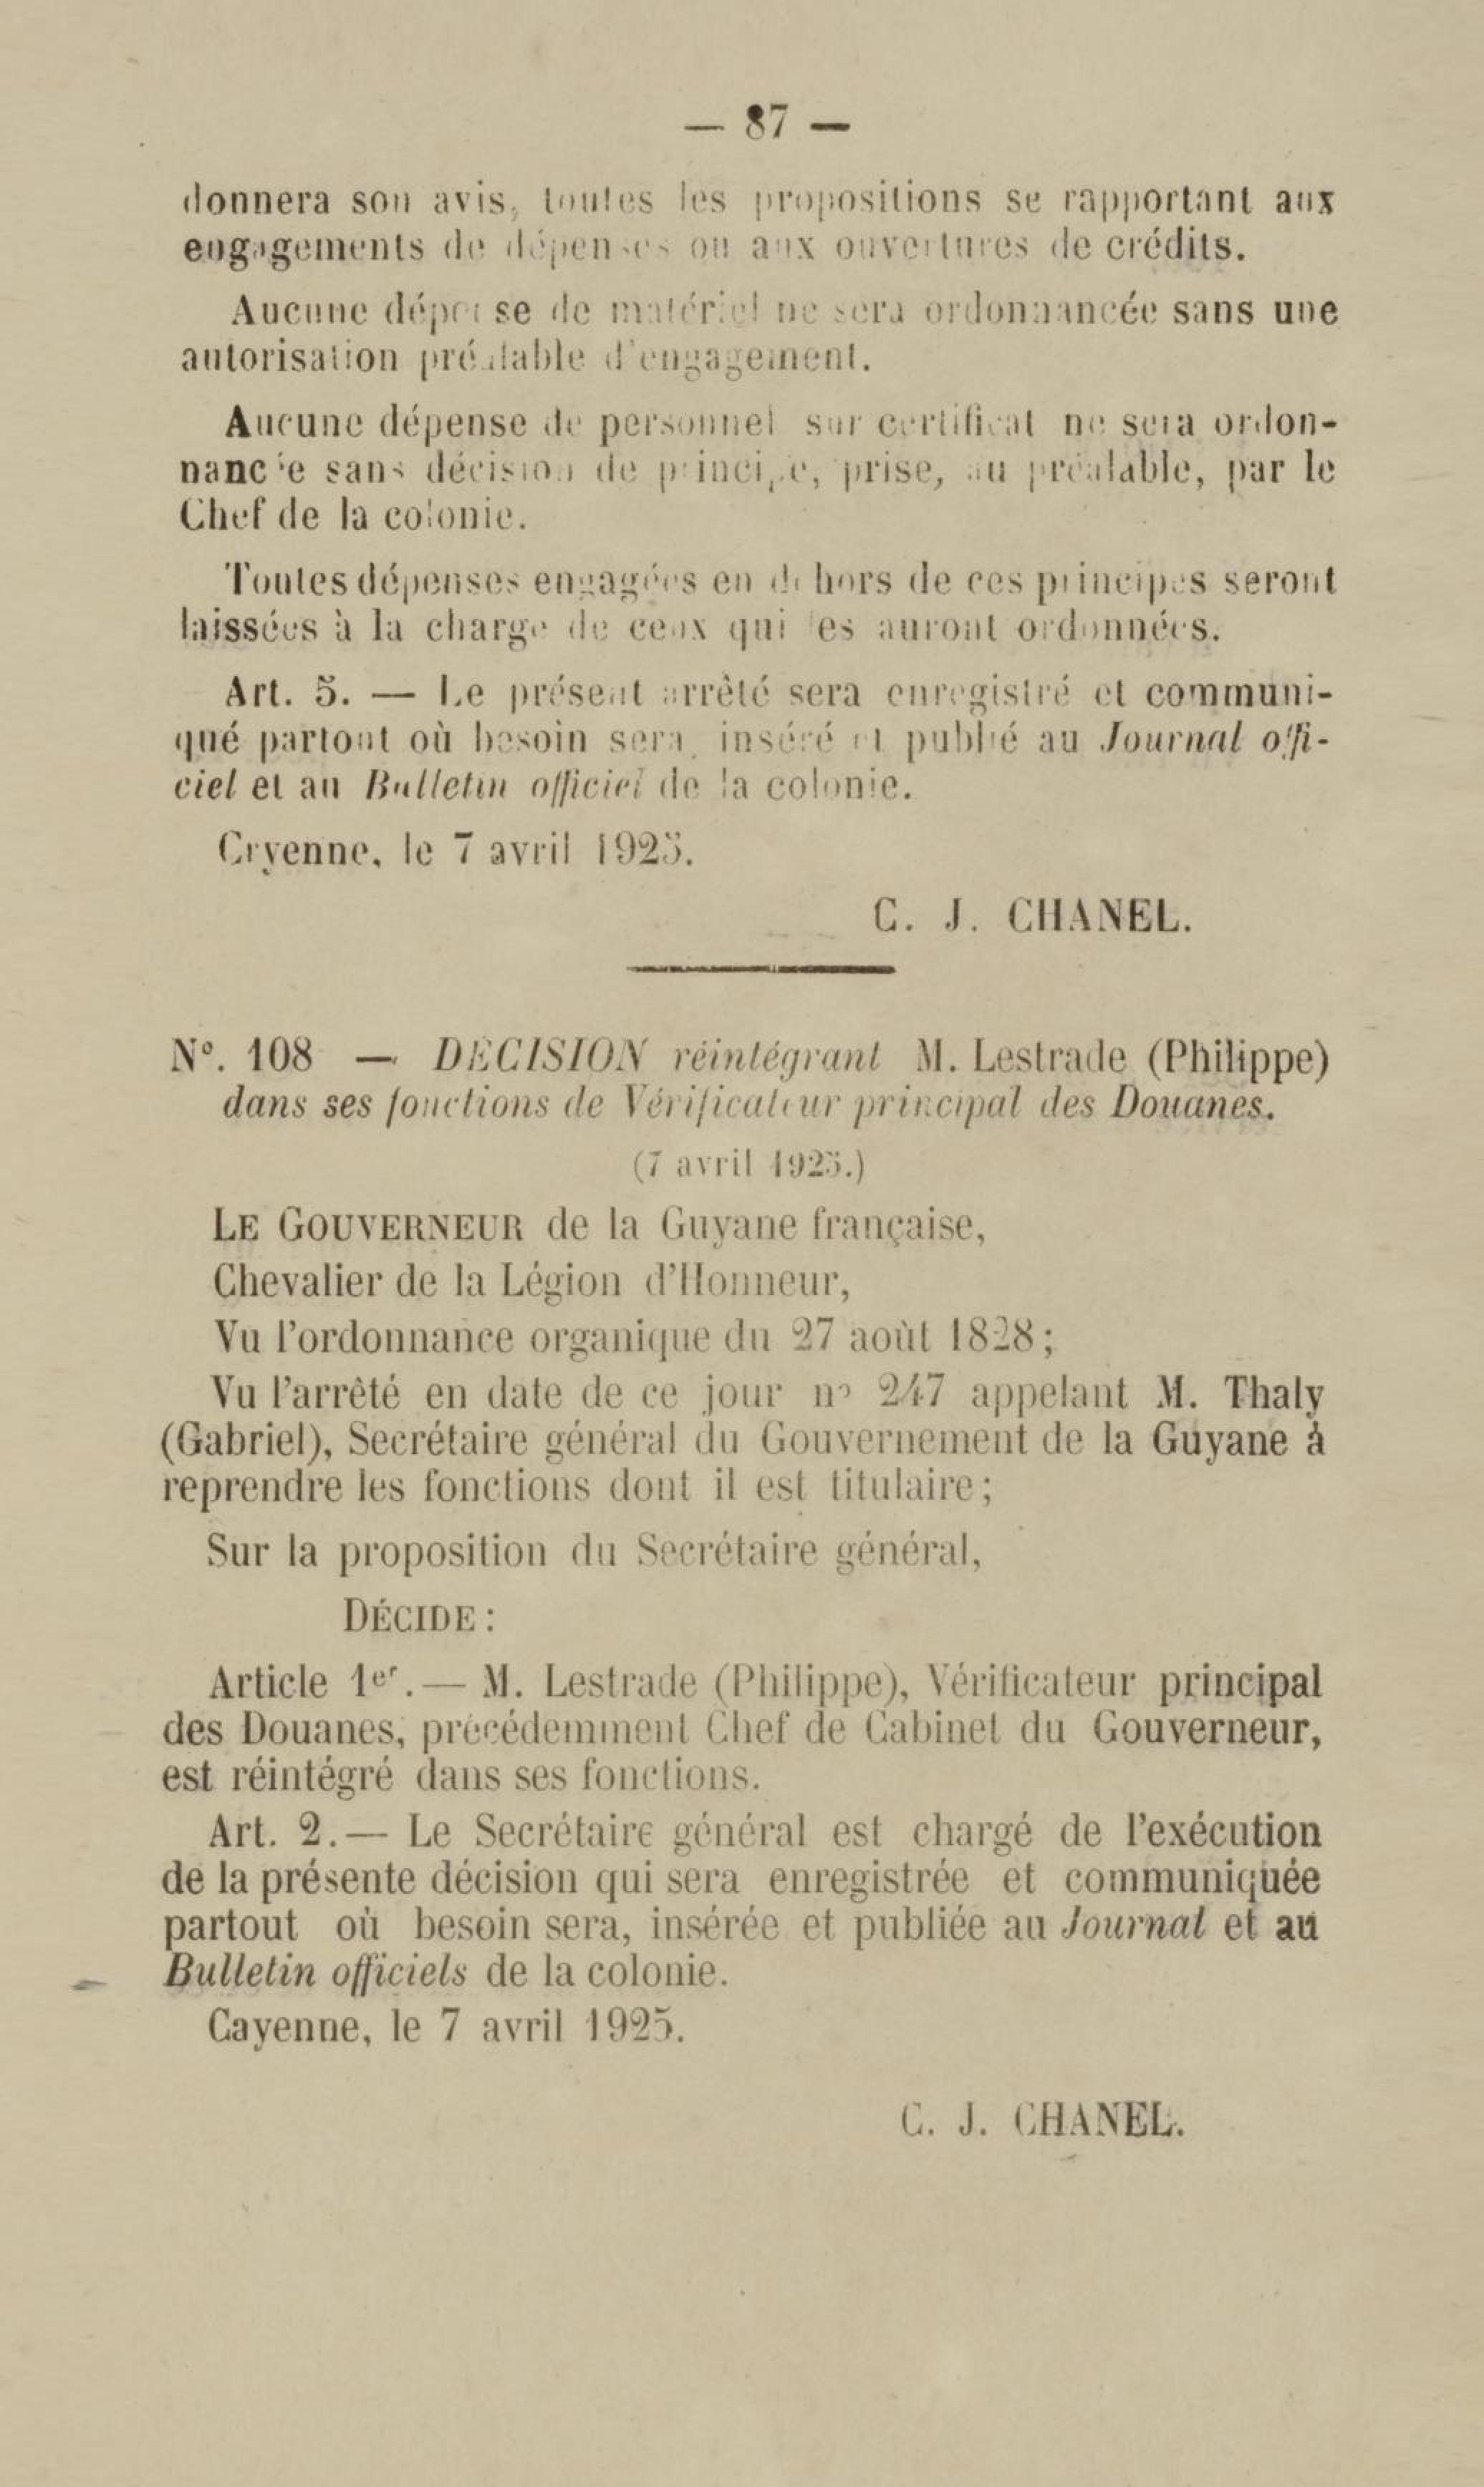 — 87 —
donnera son avis, toutes les propositions se rapportant aux
engagements de dépenses ou aux ouvertures de crédits.
Aucune dépense de matériel ne sera ordonnancée sans une
autorisation préalable d'engagement.
Aucune dépense de personnel sur certificat ne sera ordon-
nancée sans décision de principe, prise, au préalable, par le
Chef de la colonie.
Toutes dépenses engagées en dehors de ces principes seront
laissées à la charge de ceux qui les auront ordonnées.
Art. 5. — Le présent arrêté sera enregistré et communi-
qué partout où besoin sera, inséré et publié au Journal offi-
ciel et au Bulletin officiel de la colonie.
Cayenne, le 7 avril 1925.
C. J. CHANEL.
N°. 108 — DECISION réintégrant M. Lestrade (Philippe)
dans ses fonctions de Vérificateur principal des Douanes.
(7 avril 1925.)
LE GOUVERNEUR de la Guyane française,
Chevalier de la Légion d'Honneur,
Vu l'ordonnance organique du 27 août 1828;
Vu l'arrêté en date de ce jour n° 247 appelant M. Thaly
(Gabriel), Secrétaire général du Gouvernement de la Guyane à
reprendre les fonctions dont il est titulaire;
Sur la proposition du Secrétaire général,
DÉCIDE:
Article 1er. — M. Lestrade (Philippe), Vérificateur principal
des Douanes, précédemment Chef de Cabinet du Gouverneur,
est réintégré dans ses fonctions.
Art. 2. — Le Secrétaire général est chargé de l'exécution
de la présente décision qui sera enregistrée et communiquée
partout où besoin sera, insérée et publiée au Journal et au
Bulletin officiels de la colonie.
Cayenne, le 7 avril 1925.
C. J. CHANEL.